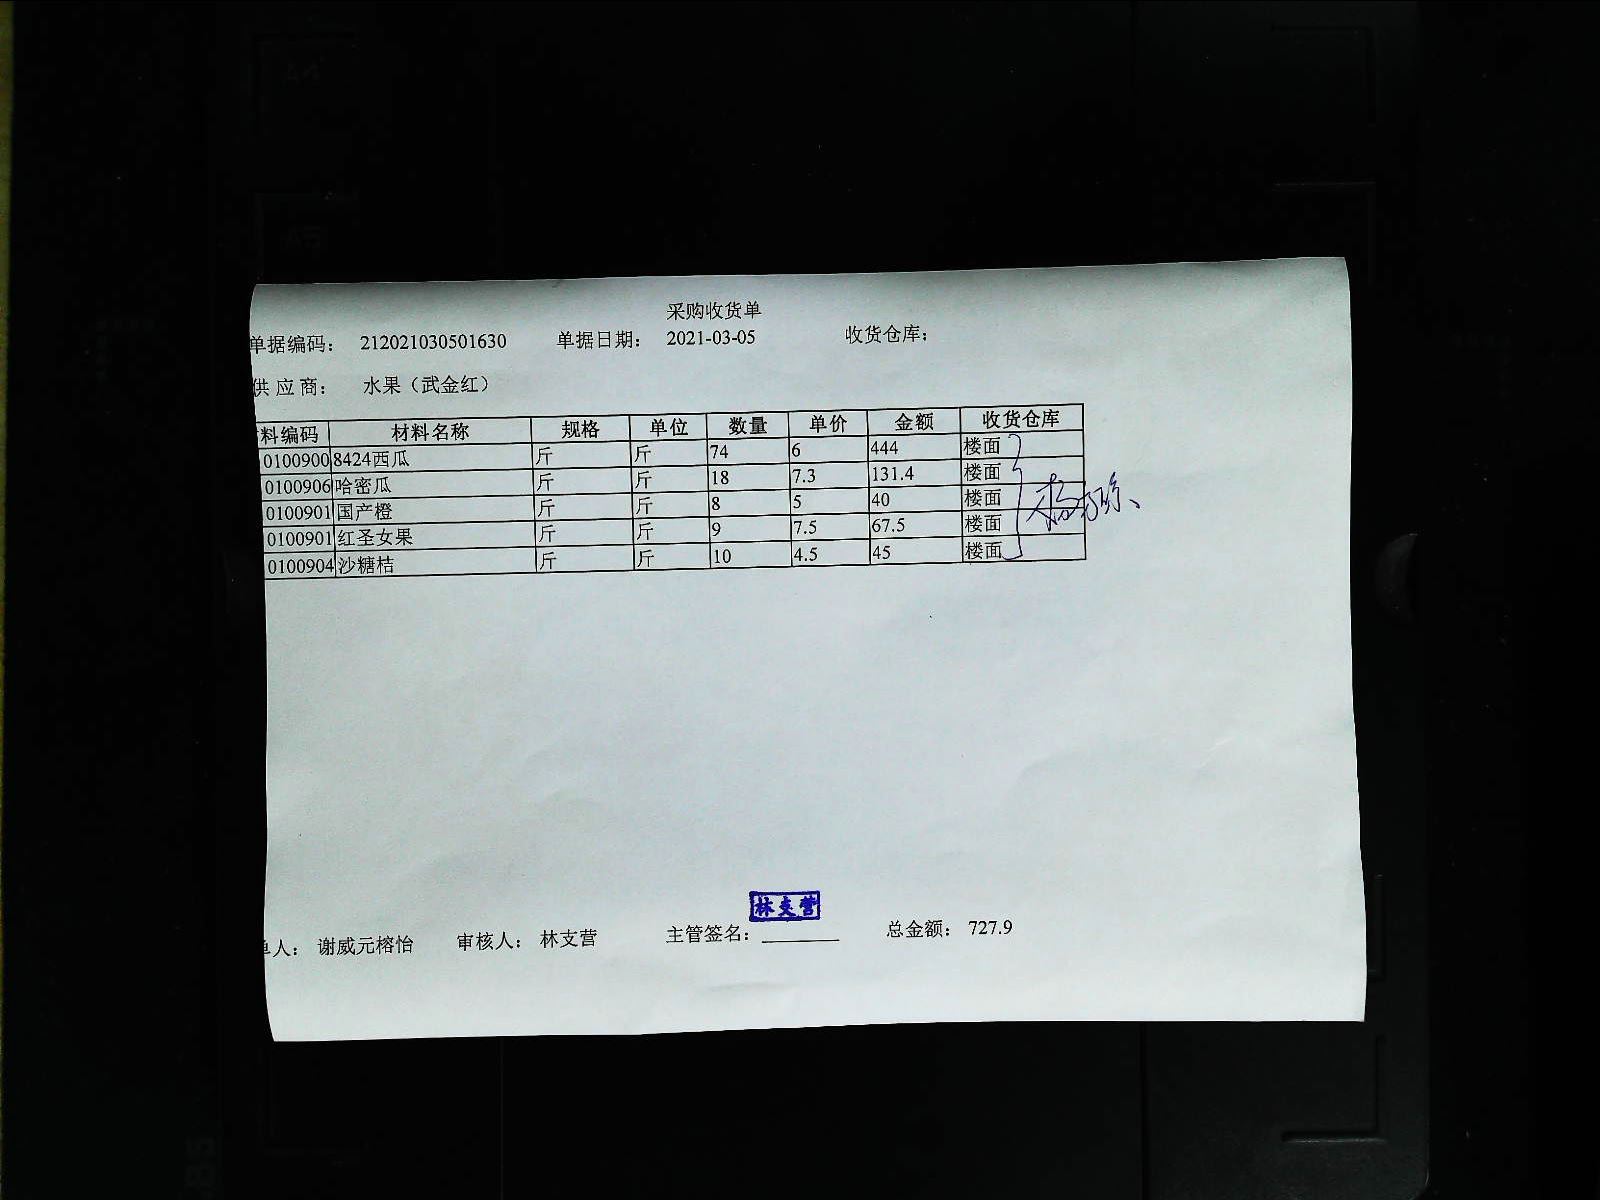 采购收货单
单据编码： 212021030501630 单据日期： 2021-03-05 收货仓库：
供 应 商： 水果（武金红）
料编码 材料名称 规格 单位 数量 单价 金额 收货仓库
0100900 8424西瓜 斤 斤 74 6 444 楼面
0100906 哈密瓜 斤 斤 18 7.3 131.4 楼面
0100901 国产橙 斤 斤 8 5 40 楼面
0100901 红圣女果 斤 斤 9 7.5 67.5 楼面
0100904 沙糖桔 斤 斤 10 4.5 45 楼面
林支营
单人： 谢威元榕怡 审核人： 林支营 主管签名：________ 总金额： 727.9